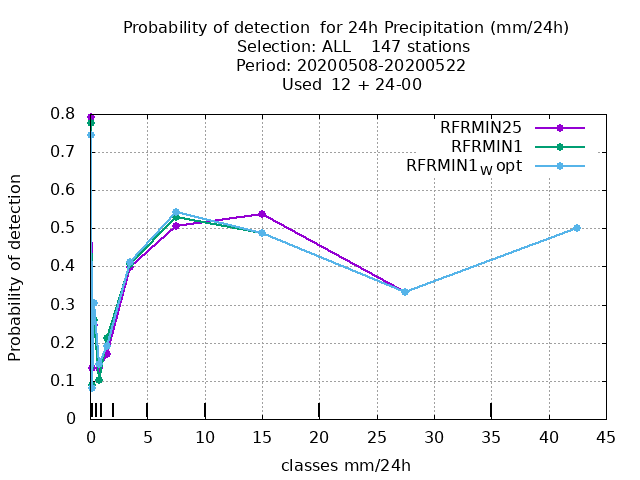 Probability of detection  for 24h Precipitation (mm/24h)
Selection: ALL    147 stations
Period: 20200508-20200522
Used  12 + 24-00
RFRMIN25
RFRMIN1
RFRMIN1W opt
Probability of detection
0.8
0.7
0.6
0.5
0.4
0.3
0.2
0.1
0
0 5 10 15 20 25 30 35 40 45
classes mm/24h